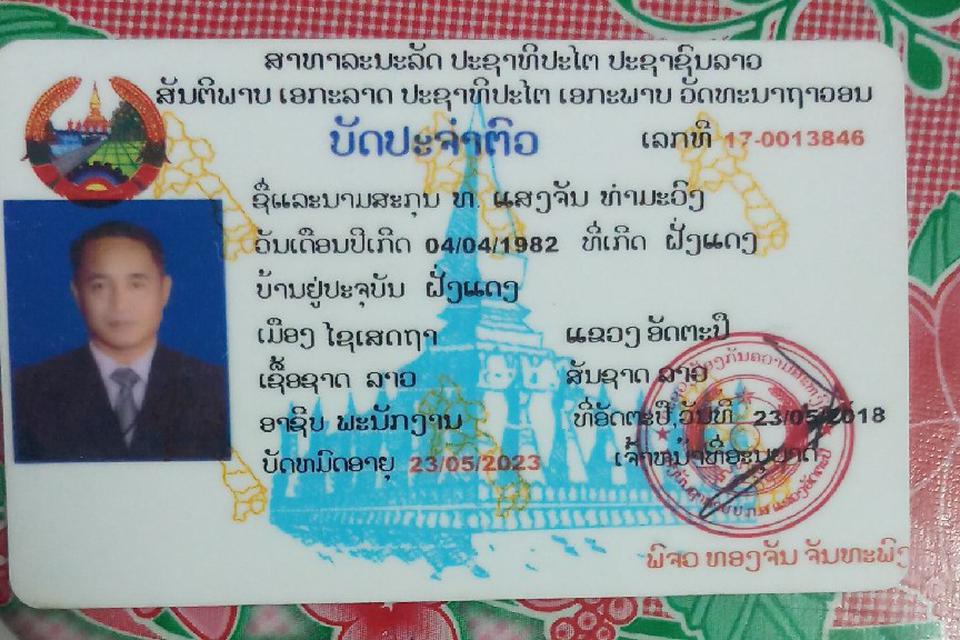 ສາທາລະນະລັດ ປະຊາທິປະໄຕ ປະຊາຊົນລາວ
ສັນຕິພາບ ເອກະລາດ ປະຊາທິປະໄຕ ເອກະພາບ ວັດທະນາຖາວອນ
ບັດປະຈຳຕົວ ເລກທີ 17-0013846
ຊື່ແລະນາມສະກຸນ ທ. ແສງຈັນ ທຳມະວົງ
ວັນເດືອນປີເກີດ 04/04/1982 ທີ່ເກີດ ຝັ່ງແດງ
ບ້ານຢູ່ປະຈຸບັນ ຝັ່ງແດງ
ເມືອງ ໄຊເສດຖາ ແຂວງ ອັດຕະປື
ເຊື້ອຊາດ ລາວ ສັນຊາດ ລາວ
ອາຊີບ ພະນັກງານ ທີ່ອັດຕະປື,ວັນທີ 23/05/2018
ບັດຫມົດອາຍຸ 23/05/2023 ເຈົ້າຫນ້າທີ່ອະນຸຍາດ
ພົຈວ ທອງຈັນ ຈັນທະພົງ